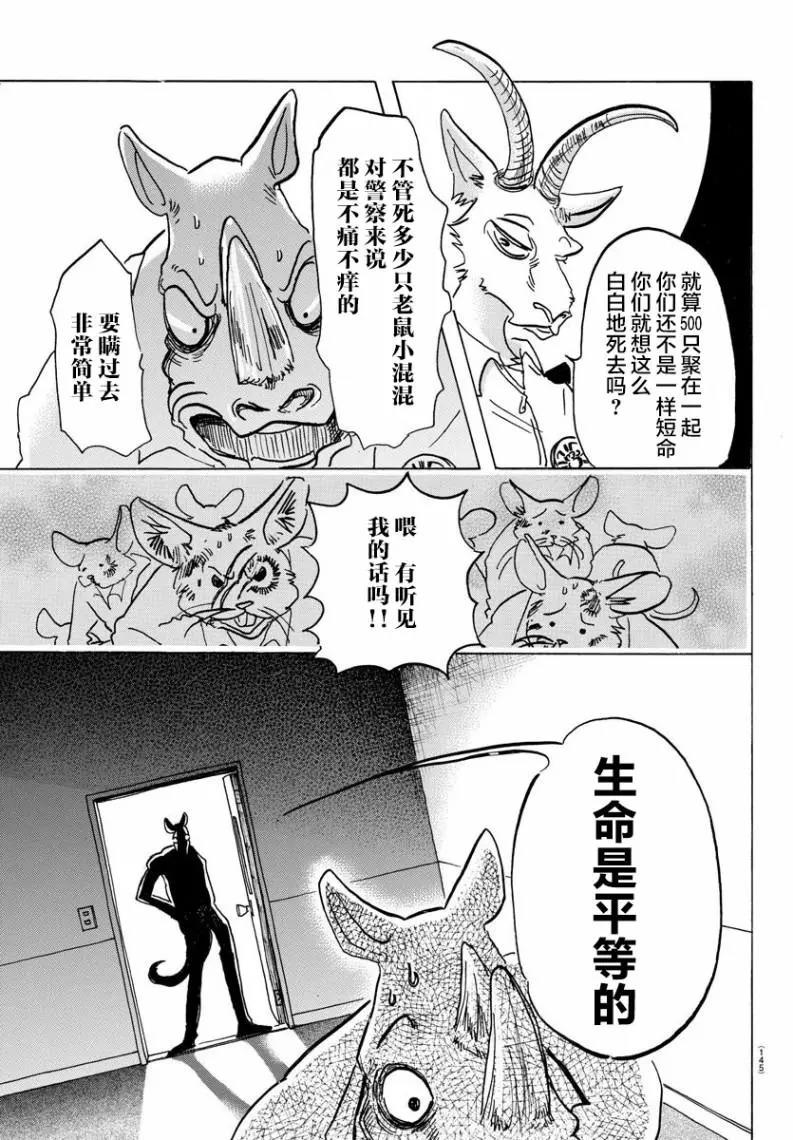 就算500只聚在一起
你们还不是一样短命
你们就想这么
白白地死去吗？
不管死多少只老鼠小混混
对警察来说
都是不痛不痒的
要瞒过去
非常简单
喂 有听见
我的话吗!!
生命是平等的
145